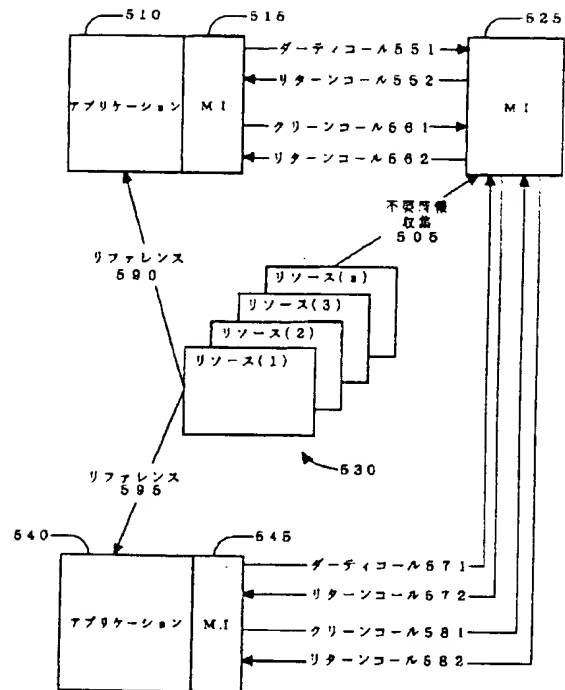 510 515 525
ダーティコール551
リターンコール552
アプリケーション MI MI
クリーンコール561
リターンコール562
不要情報
収集
505
リファレンス
590
リソース(n)
リソース(3)
リソース(2)
リソース(1)
530
リファレンス
595
540 545
ダーティコール571
リターンコール572
アプリケーション M.I
クリーンコール581
リターンコール582